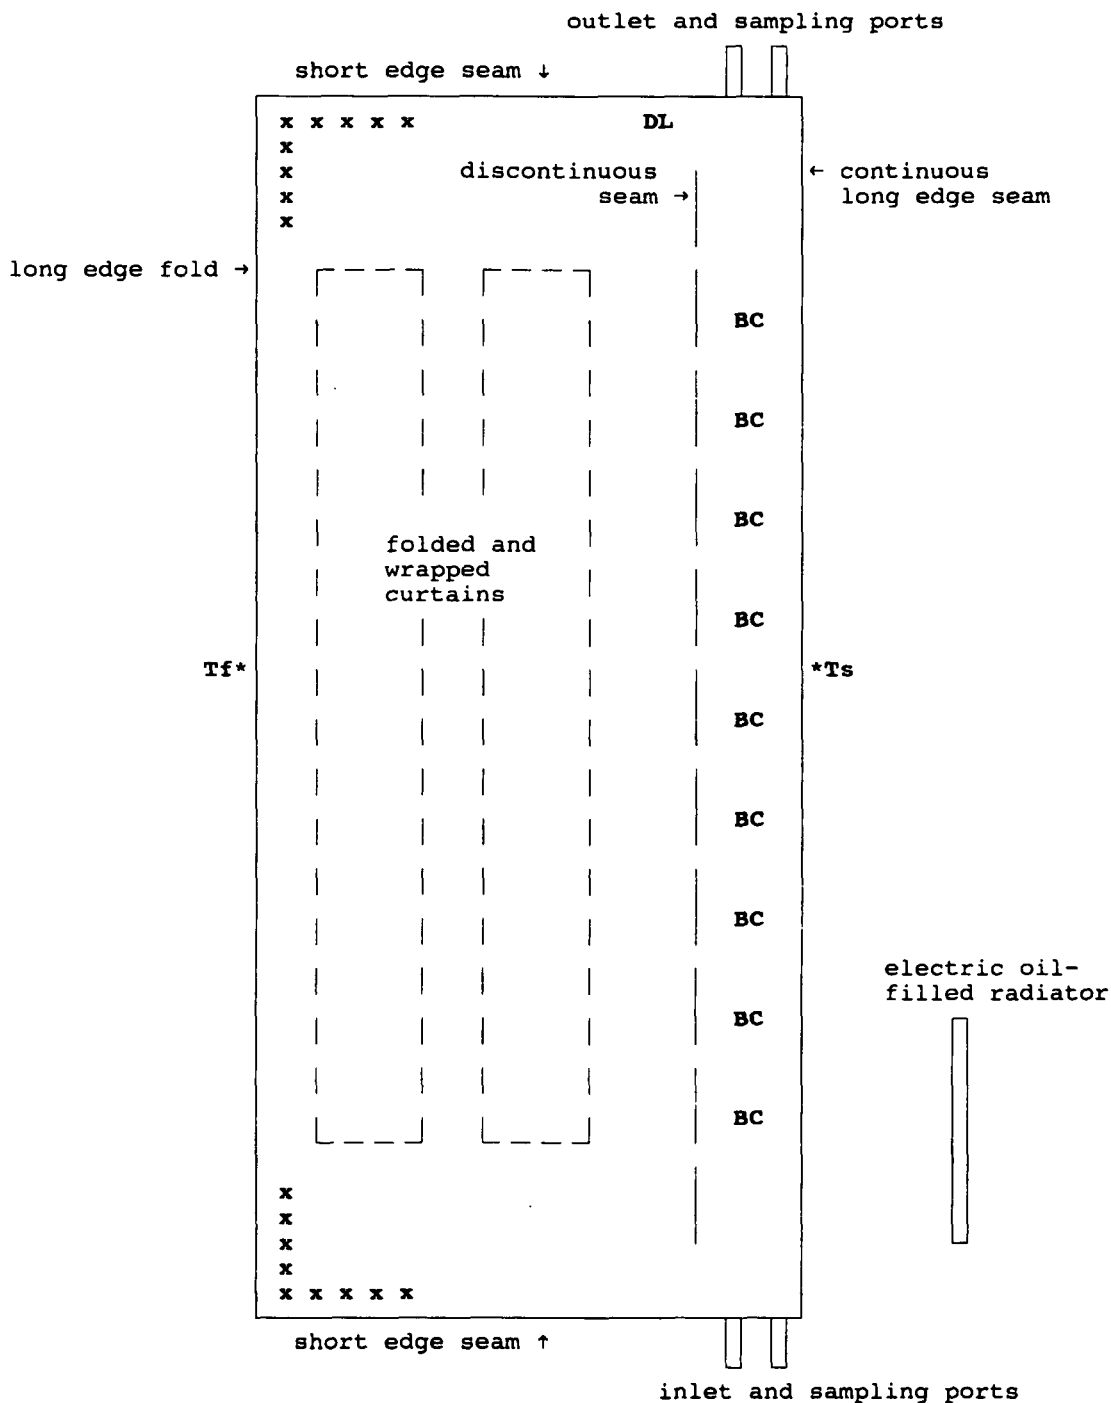 outlet and sampling ports
short edge seam ↓
x x x x x DL
x
x discontinuous ← continuous
x seam → long edge seam
x
long edge fold →
BC
BC
BC
folded and
wrapped
curtains
BC
Tf* *Ts
BC
BC
BC
electric oil-
filled radiator
BC
BC
x
x
x
x
x x x x x
short edge seam ↑
inlet and sampling ports